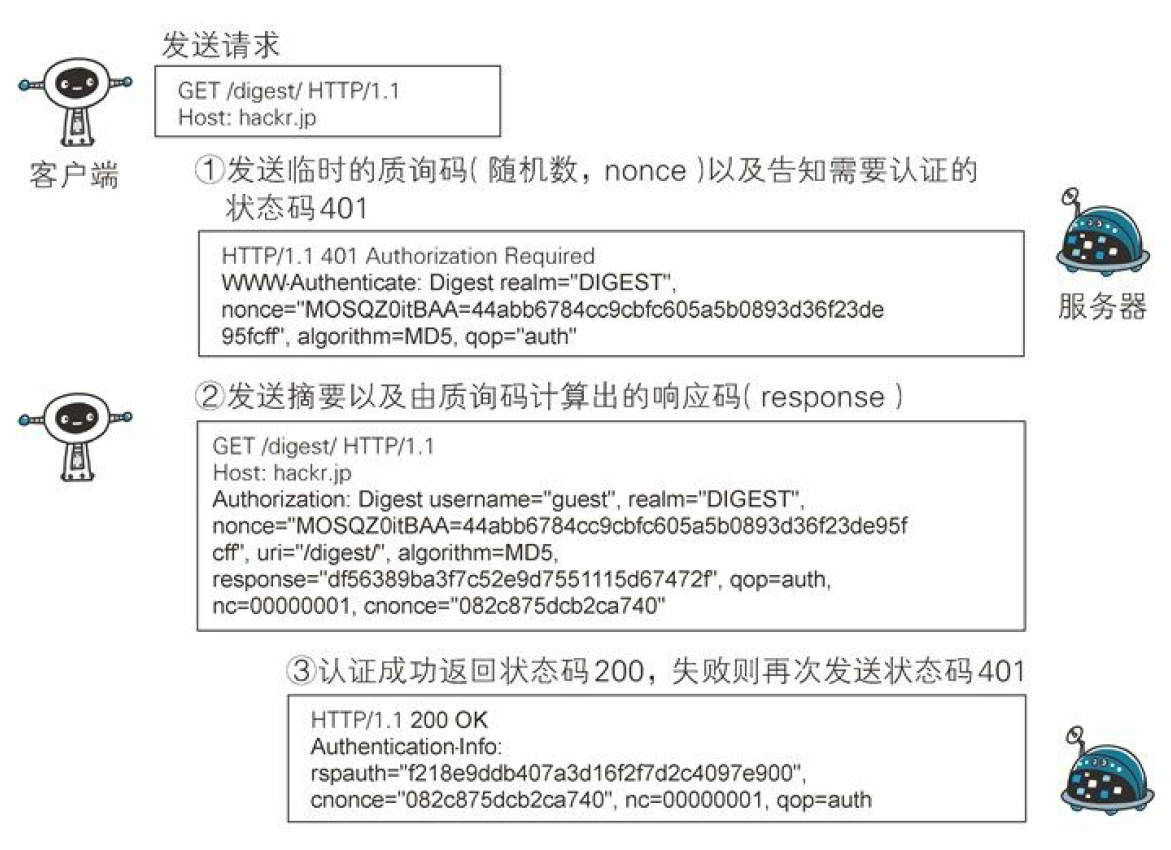 发送请求
GET /digest/ HTTP/1.1
Host: hackr.jp
客户端
①发送临时的质询码(随机数，nonce)以及告知需要认证的
状态码401
HTTP/1.1 401 Authorization Required
WWW-Authenticate: Digest realm="DIGEST",
nonce="MOSQZ0itBAA=44abb6784cc9cbfc605a5b0893d36f23de
95fcff", algorithm=MD5, qop="auth"
服务器
②发送摘要以及由质询码计算出的响应码(response)
GET /digest/ HTTP/1.1
Host: hackr.jp
Authorization: Digest username="guest", realm="DIGEST",
nonce="MOSQZ0itBAA=44abb6784cc9cbfc605a5b0893d36f23de95f
cff", uri="/digest/", algorithm=MD5,
response="df56389ba3f7c52e9d7551115d67472f", qop=auth,
nc=00000001, cnonce="082c875dcb2ca740"
③认证成功返回状态码200，失败则再次发送状态码401
HTTP/1.1 200 OK
Authentication-Info:
rspauth="f218e9ddb407a3d16f2f7d2c4097e900",
cnonce="082c875dcb2ca740", nc=00000001, qop=auth